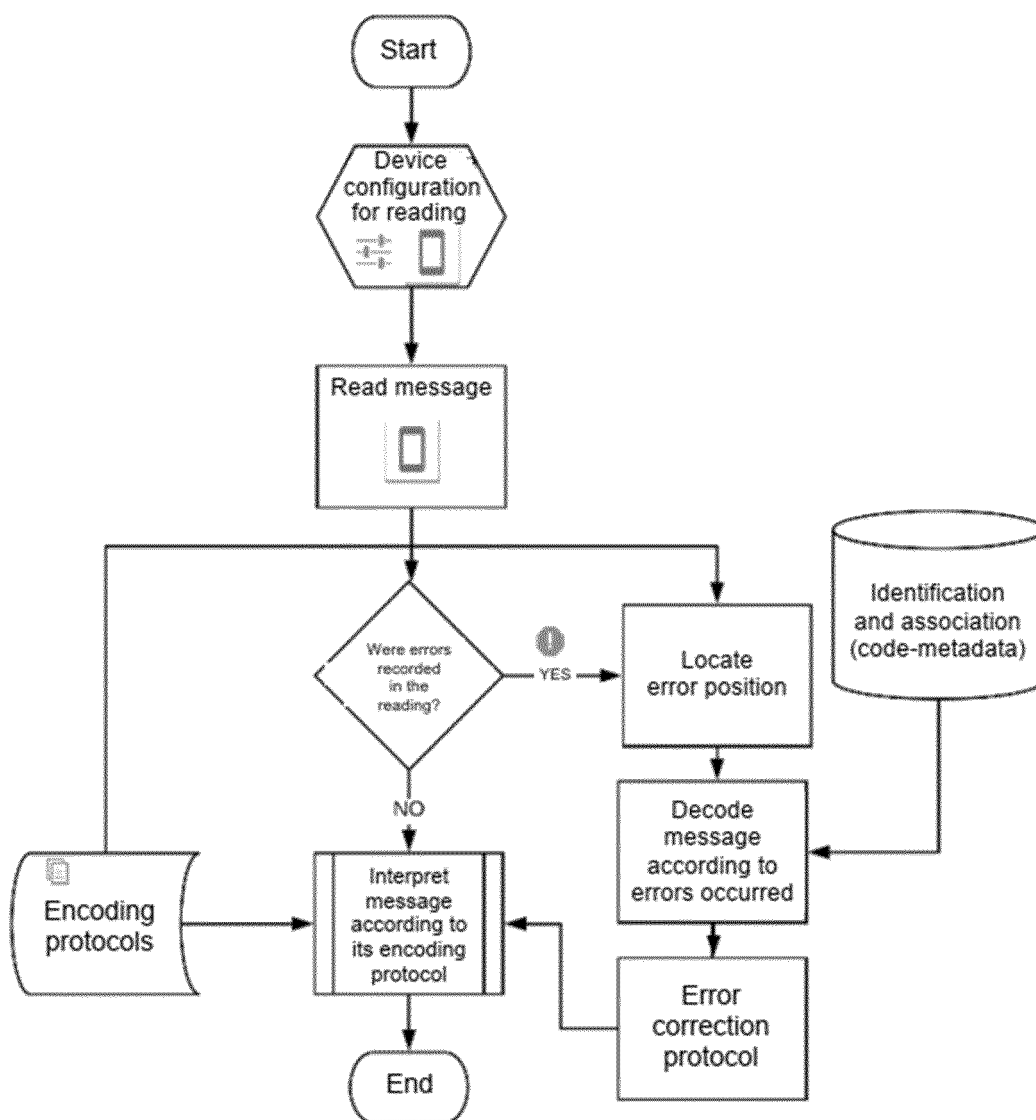 Start
Device
configuration
for reading
Read message
Were errors
recorded
in the
reading?
YES
Locate
error position
Identification
and association
(code-metadata)
NO
Decode
message
according to
errors occurred
Encoding
protocols
Interpret
message
according to
its encoding
protocol
Error
correction
protocol
End